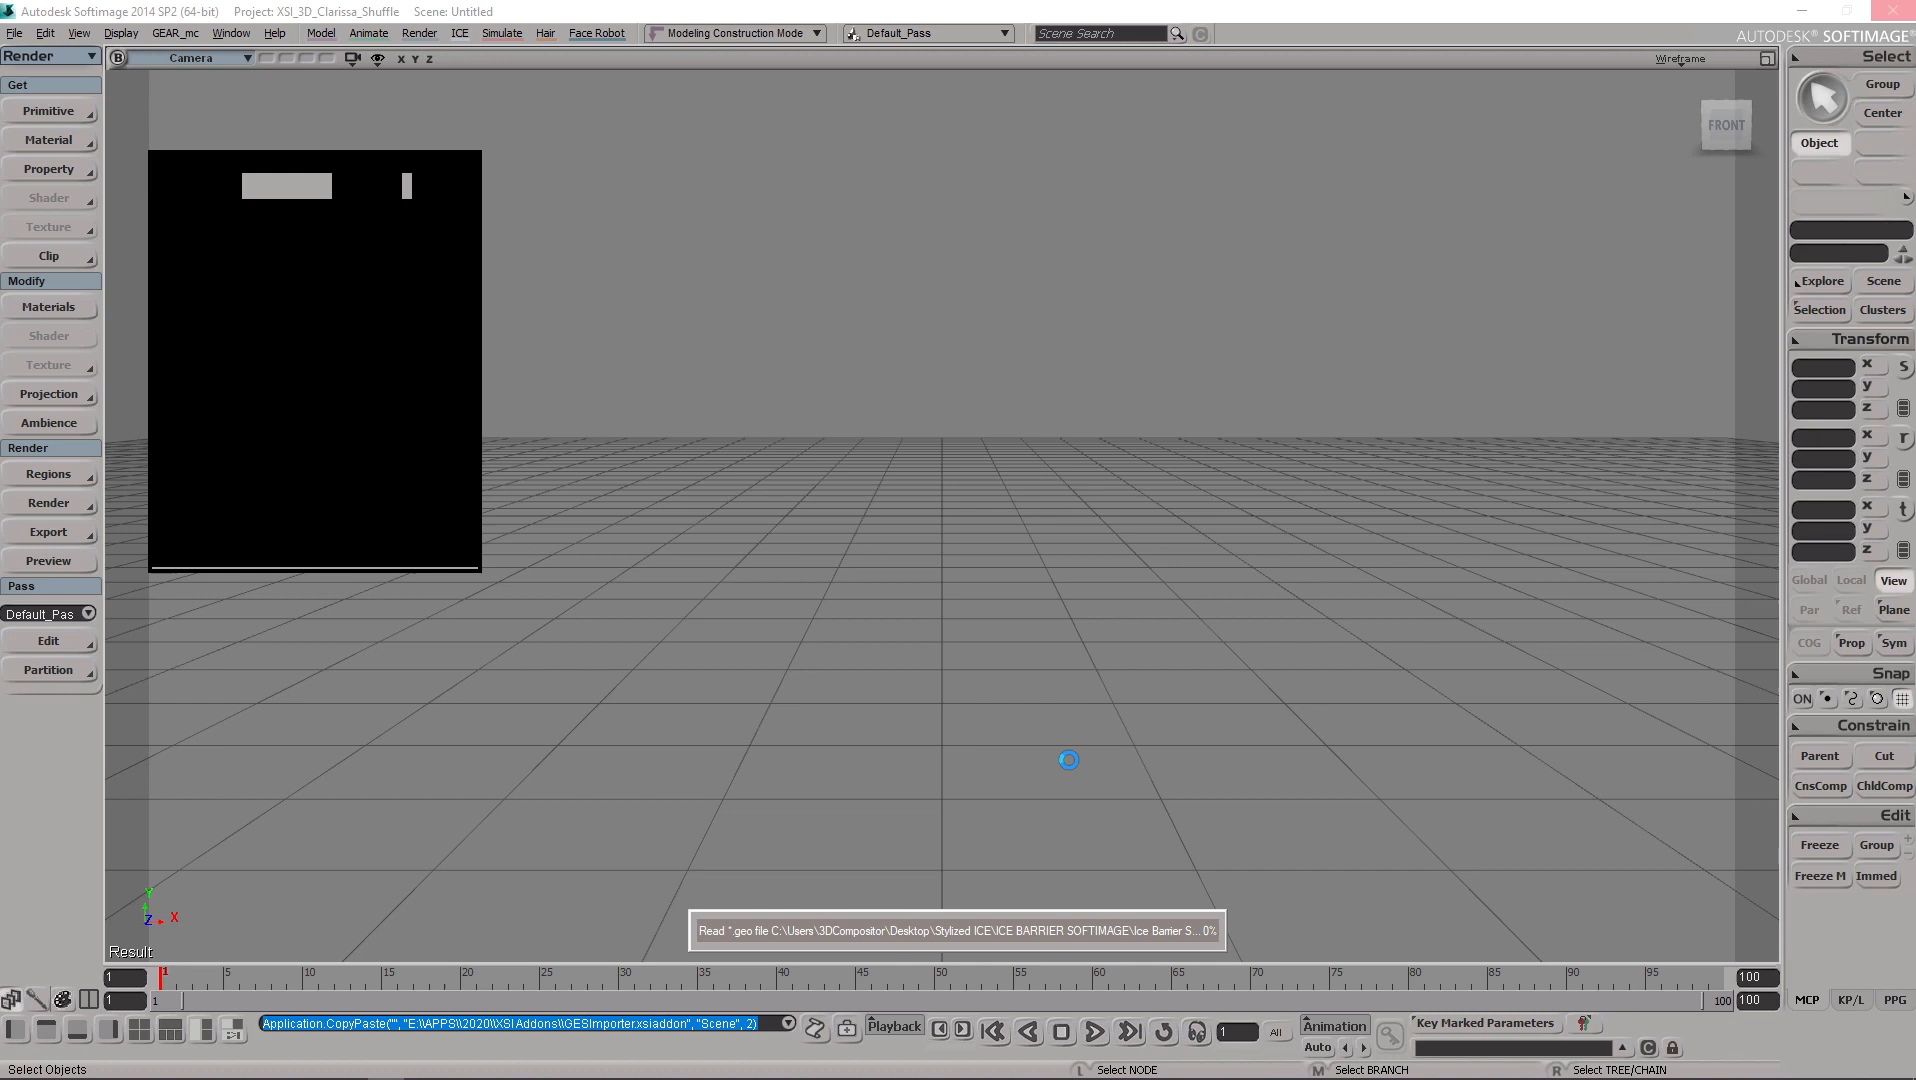 Autodesk Softimage 2014 SP2 (64-bit)    Project: XSI_3D_Clarissa_Shuffle    Scene: Untitled
File Edit View Display GEAR_mc Window Help Model Animate Render ICE Simulate Hair Face Robot Modeling Construction Mode Default_Pass Scene Search AUTODESK® SOFTIMAGE®
Render
B Camera X Y Z Wireframe
Get
Primitive
Material
Property
Shader
Texture
Clip
Modify
Materials
Shader
Texture
Projection
Ambience
Render
Regions
Render
Export
Preview
Pass
Default_Pas
Edit
Partition
FRONT
Y
Z X
Result
Read *.geo file C:\Users\3DCompositor\Desktop\Stylized ICE\ICE BARRIER SOFTIMAGE\Ice Barrier S... 0%
Select
Group
Center
Object
Explore Scene
Selection Clusters
Transform
x s
y
z
x r
y
z
x t
y
z
Global Local View
Par Ref Plane
COG Prop Sym
Snap
ON
Constrain
Parent Cut
CnsComp ChldComp
Edit
Freeze Group
Freeze M Immed
1 1 5 10 15 20 25 30 35 40 45 50 55 60 65 70 75 80 85 90 95 100
1 1 100 100
MCP KP/L PPG
Application.CopyPaste("", "E:\\APPS\\2020\\XSI Addons\\GESImporter.xsiaddon", "Scene", 2)
Playback 1 All Animation Key Marked Parameters
Auto
Select Objects L Select NODE M Select BRANCH R Select TREE/CHAIN